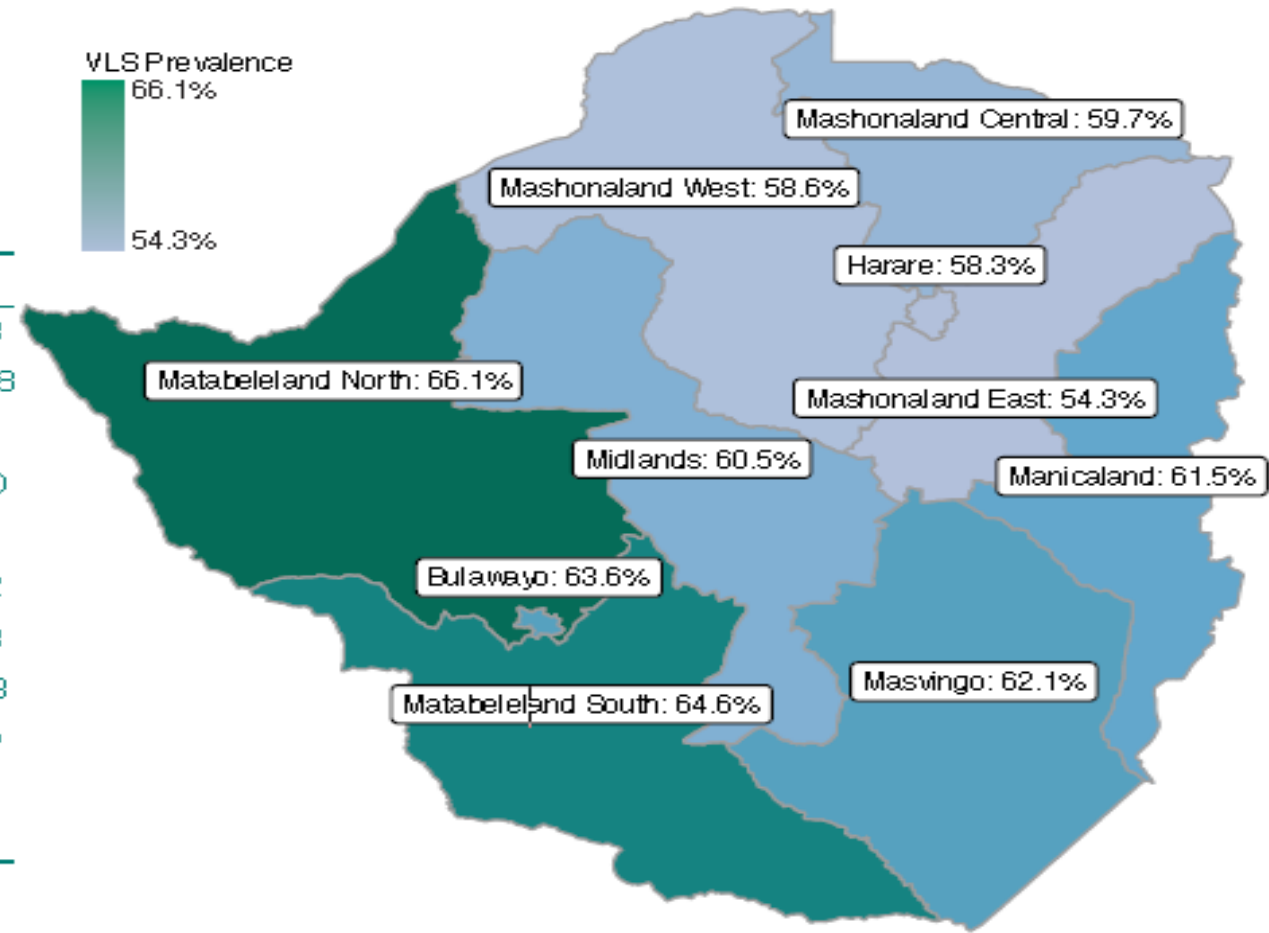 VLS Prevalence
66.1%
54.3%
Mashonaland Central: 59.7%
Mashonaland West: 58.6%
Harare: 58.3%
Matabeleland North: 66.1%
Mashonaland East: 54.3%
Midlands: 60.5%
Manicaland: 61.5%
Bulawayo: 63.6%
Masvingo: 62.1%
Matabeleland South: 64.6%